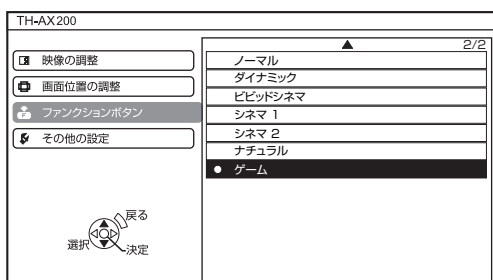 TH-AX200
映像の調整
画面位置の調整
ファンクションボタン
その他の設定
戻る
選択
決定
▲ 2/2
ノーマル
ダイナミック
ビビッドシネマ
シネマ 1
シネマ 2
ナチュラル
● ゲーム